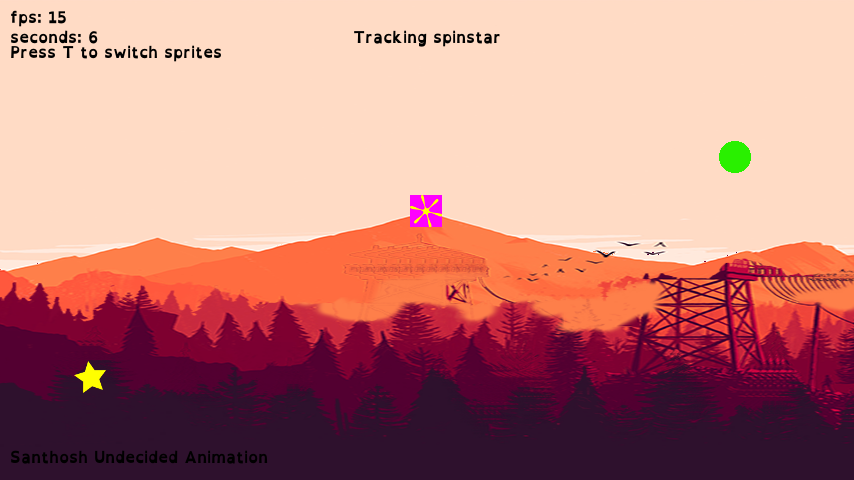 fps: 15
seconds: 6
Press T to switch sprites
Tracking spinstar
Santhosh Undecided Animation